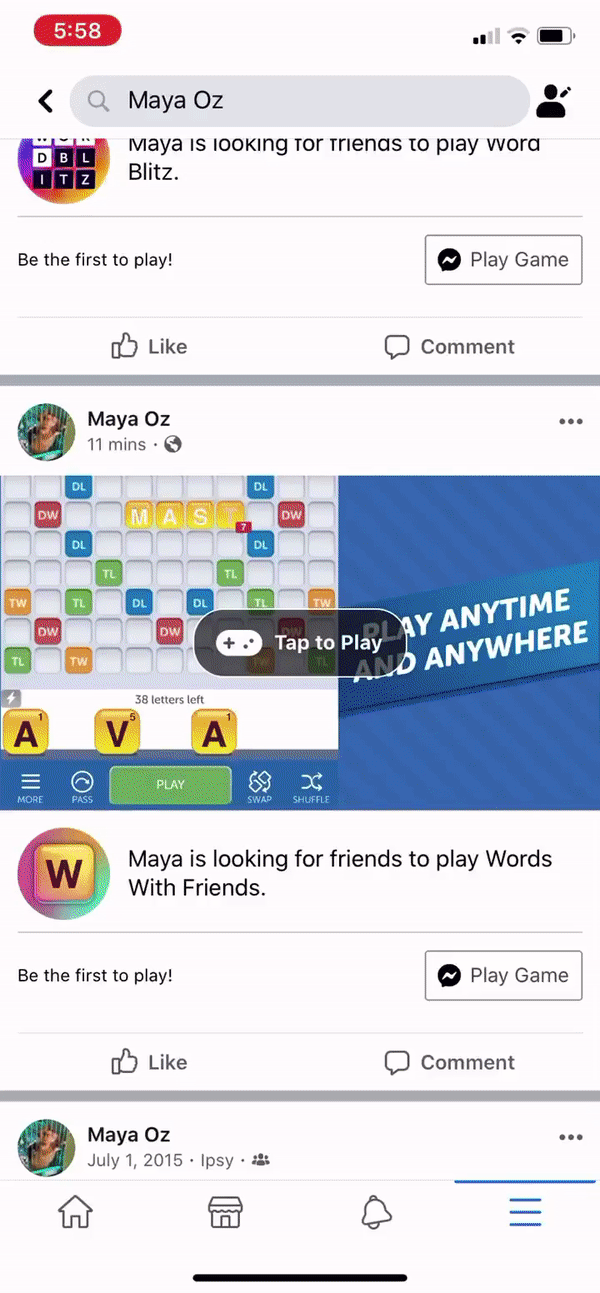 5:58
Maya Oz
D B L
I T Z
Maya is looking for friends to play Word
Blitz.
Be the first to play!
Play Game
Like
Comment
Maya Oz
11 mins ·
DL DL
DW M A S DW
7
DL DL
TL TL
TW TL DL DL TL TW
DW DW
TL TW
Tap to Play
PLAY ANYTIME
AND ANYWHERE
38 letters left
A 1 V 5 A 1
MORE PASS PLAY SWAP SHUFFLE
W
Maya is looking for friends to play Words
With Friends.
Be the first to play!
Play Game
Like
Comment
Maya Oz
July 1, 2015 · Ipsy ·